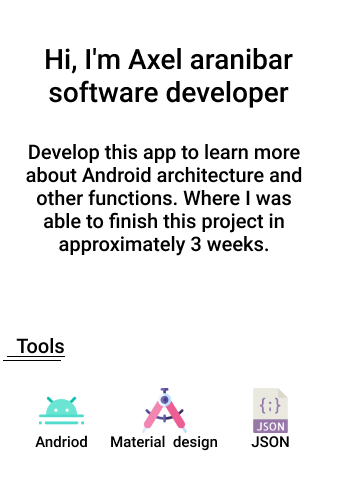 Hi, I'm Axel aranibar
software developer
Develop this app to learn more
about Android architecture and
other functions. Where I was
able to finish this project in
approximately 3 weeks.
Tools
{;}
JSON
Andriod Material design JSON